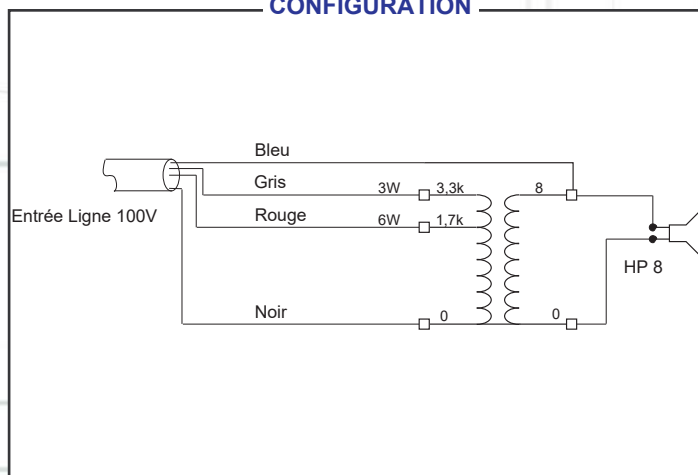 CONFIGURATION
Bleu
Gris
3W 3,3k 8
Entrée Ligne 100V
Rouge
6W 1,7k
HP 8
Noir
0 0